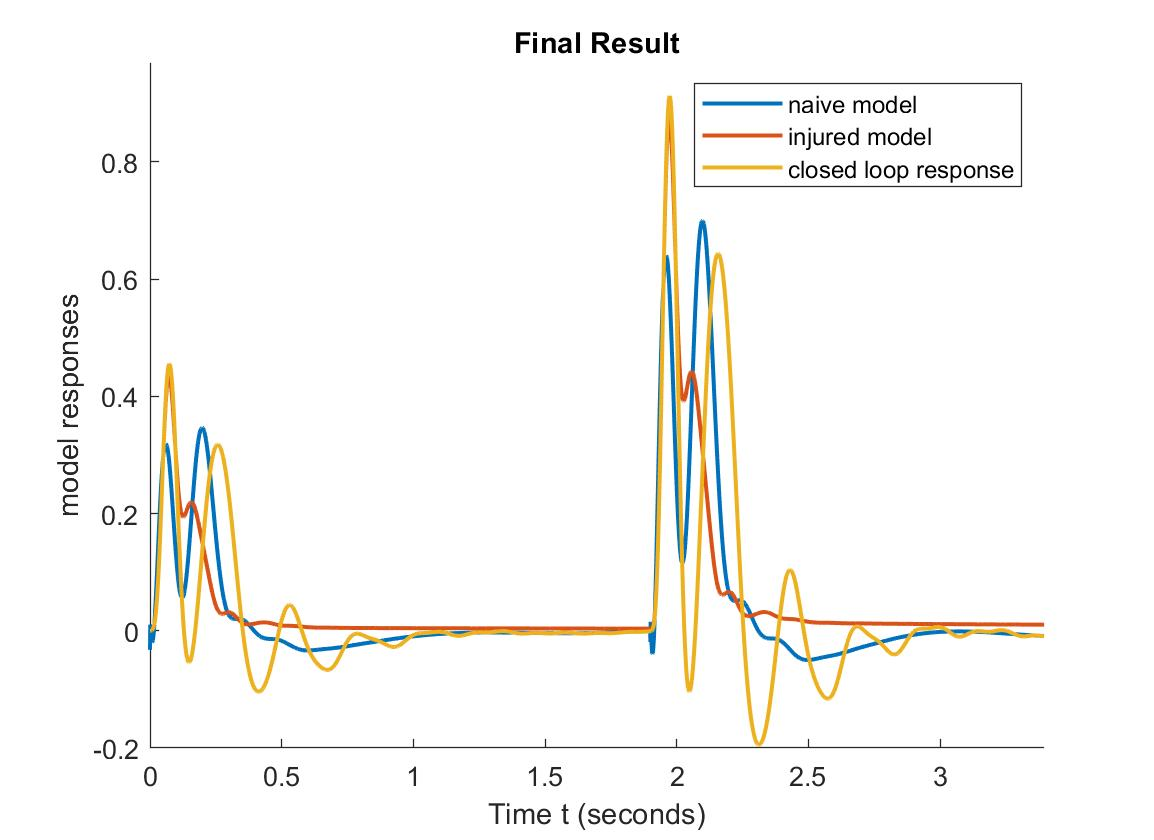 Final Result
naive model
injured model
closed loop response
model responses
0.8
0.6
0.4
0.2
0
-0.2
0 0.5 1 1.5 2 2.5 3
Time t (seconds)